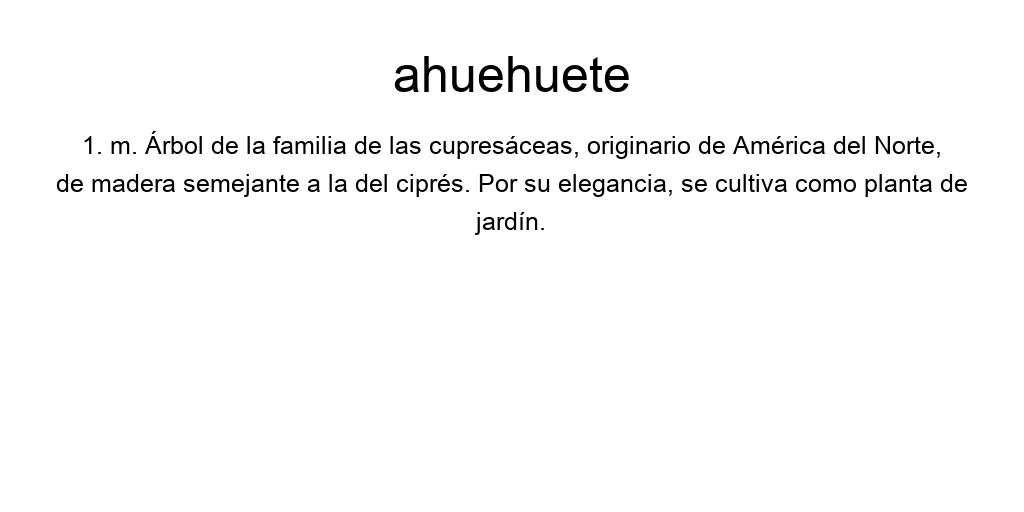 ahuehuete
1. m. Árbol de la familia de las cupresáceas, originario de América del Norte,
de madera semejante a la del ciprés. Por su elegancia, se cultiva como planta de
jardín.